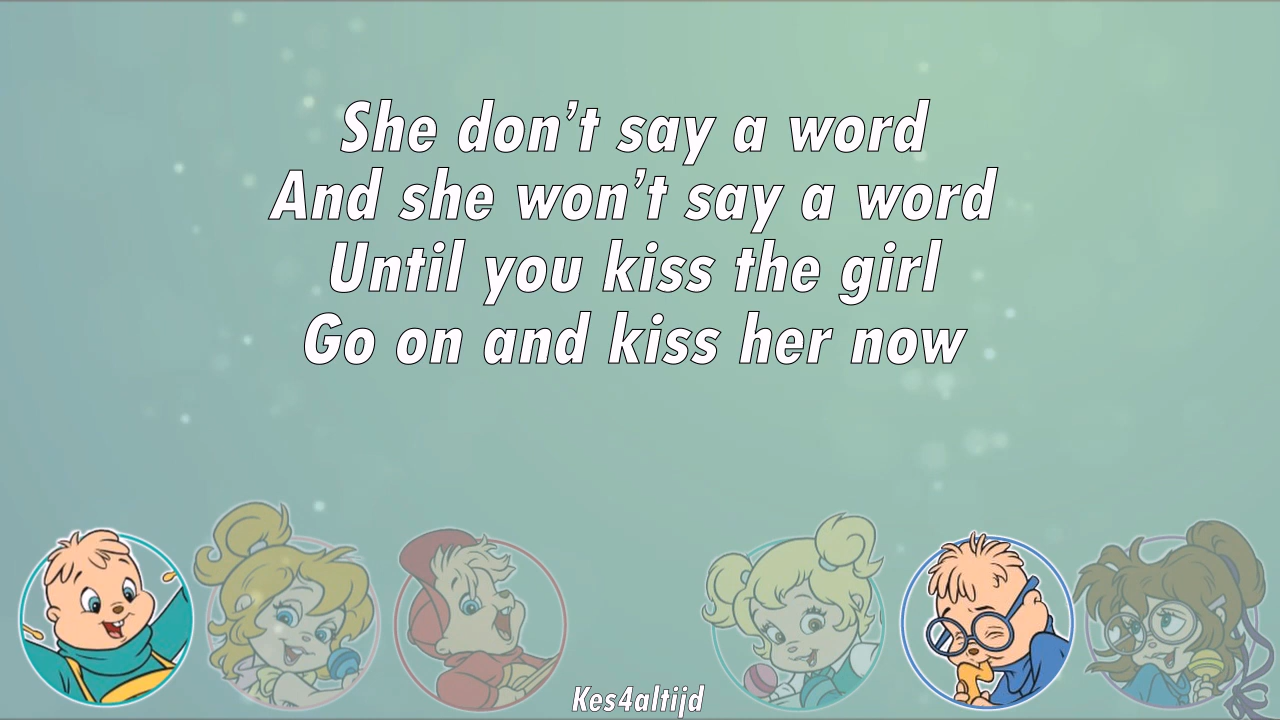 She don’t say a word
And she won’t say a word
Until you kiss the girl
Go on and kiss her now
Kes4altijd